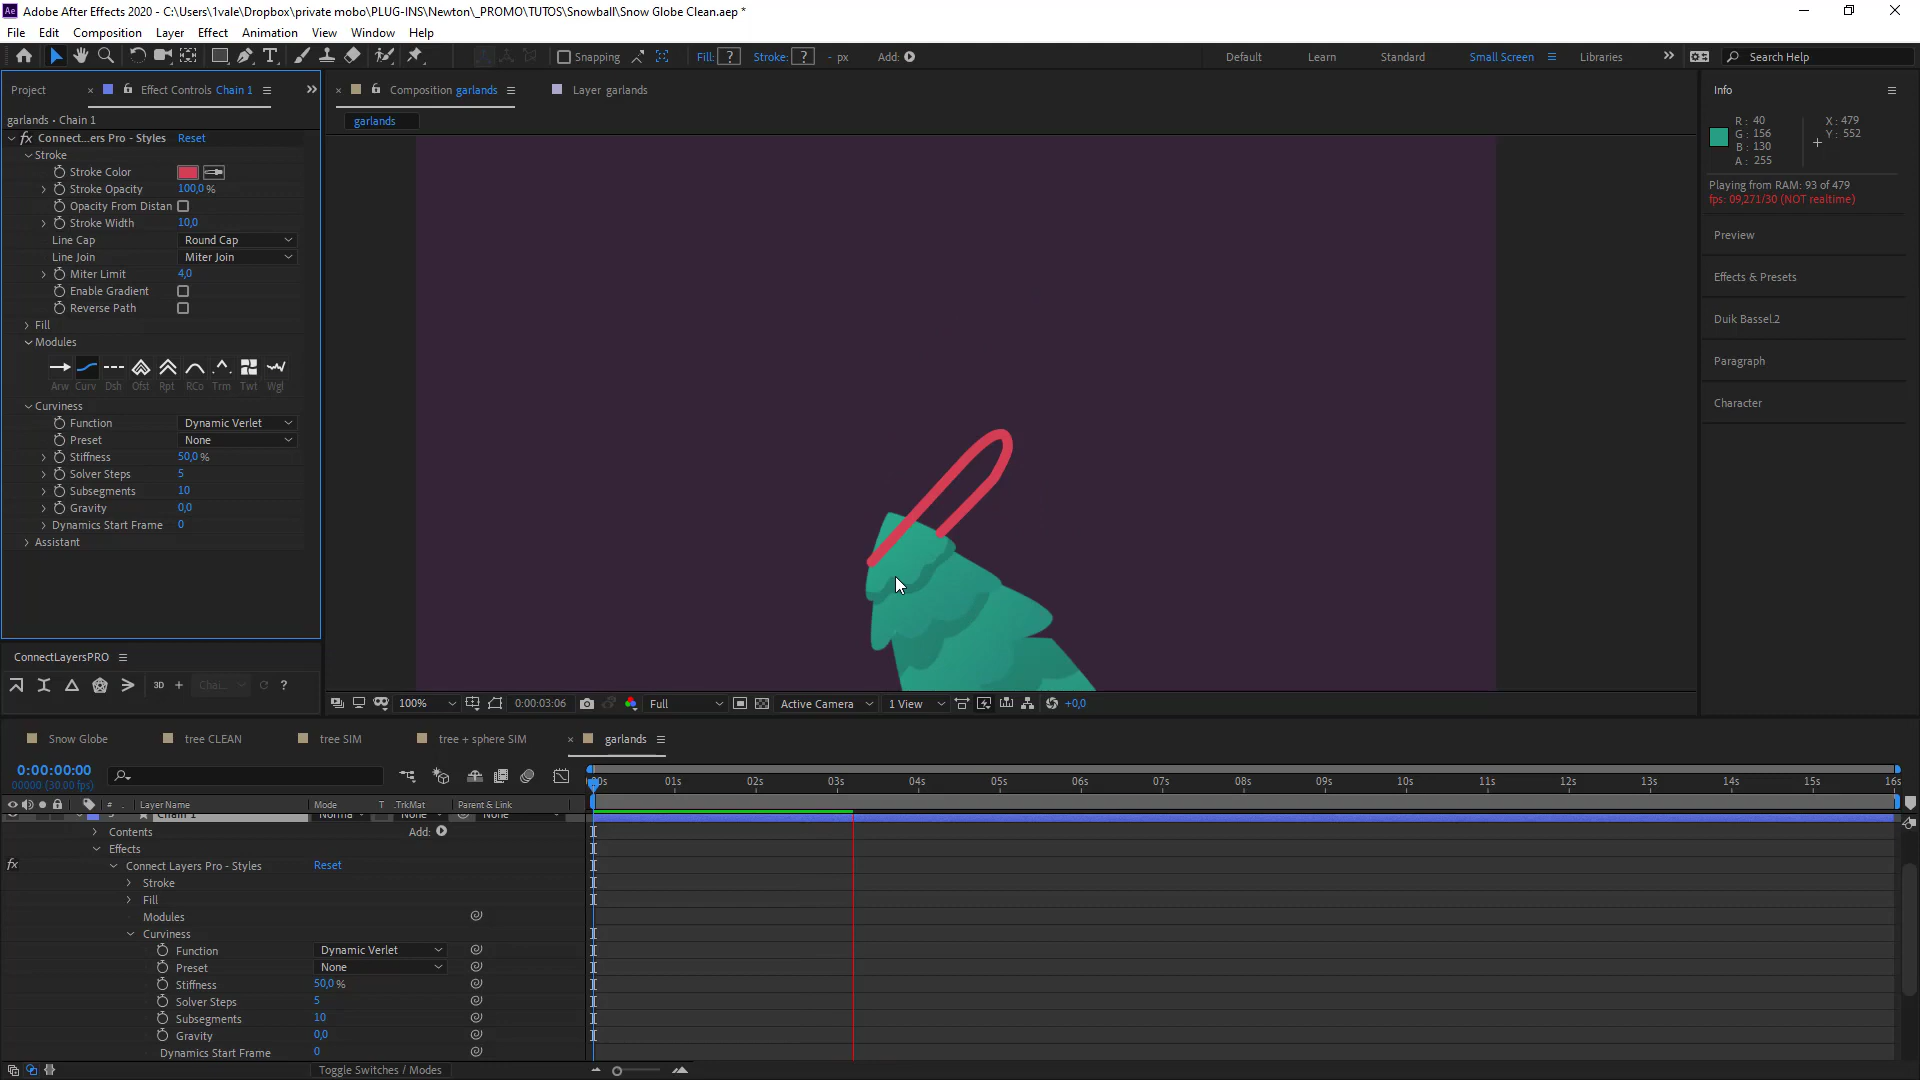 Ae Adobe After Effects 2020 - C:\Users\1vale\Dropbox\private mobo\PLUG-INS\Newton\_PROMO\TUTOS\Snowball\Snow Globe Clean.aep *
File Edit Composition Layer Effect Animation View Window Help
Snapping Fill: ? Stroke: ? - px Add: Default Learn Standard Small Screen Libraries Search Help
Project Effect Controls Chain 1 Composition garlands Layer garlands Info
garlands • Chain 1
garlands
R : 40 X : 479
G : 156 Y : 552
B : 130
A : 255
fx Connect...ers Pro - Styles Reset
Stroke
Stroke Color
Stroke Opacity 100,0 %
Opacity From Distan
Stroke Width 10,0
Line Cap Round Cap
Line Join Miter Join
Miter Limit 4,0
Enable Gradient
Reverse Path
Fill
Modules
Arw Curv Dsh Ofst Rpt RCo Trm Twt Wgl
Curviness
Function Dynamic Verlet
Preset None
Stiffness 50,0 %
Solver Steps 5
Subsegments 10
Gravity 0,0
Dynamics Start Frame 0
Assistant
Playing from RAM: 93 of 479
fps: 09,271/30 (NOT realtime)
Preview
Effects & Presets
Duik Bassel.2
Paragraph
Character
ConnectLayersPRO
3D + Chai... ?
100% 0:00:03:06 Full Active Camera 1 View +0,0
Snow Globe tree CLEAN tree SIM tree + sphere SIM garlands
0:00:00:00
00000 (30.00 fps)
01s 02s 03s 04s 05s 06s 07s 08s 09s 10s 11s 12s 13s 14s 15s 16s
# Layer Name Mode T .TrkMat Parent & Link
Chain 1 Norma None None
Contents Add:
Effects
fx Connect Layers Pro - Styles Reset
Stroke
Fill
Modules
Curviness
Function Dynamic Verlet
Preset None
Stiffness 50,0 %
Solver Steps 5
Subsegments 10
Gravity 0,0
Dynamics Start Frame 0
Toggle Switches / Modes